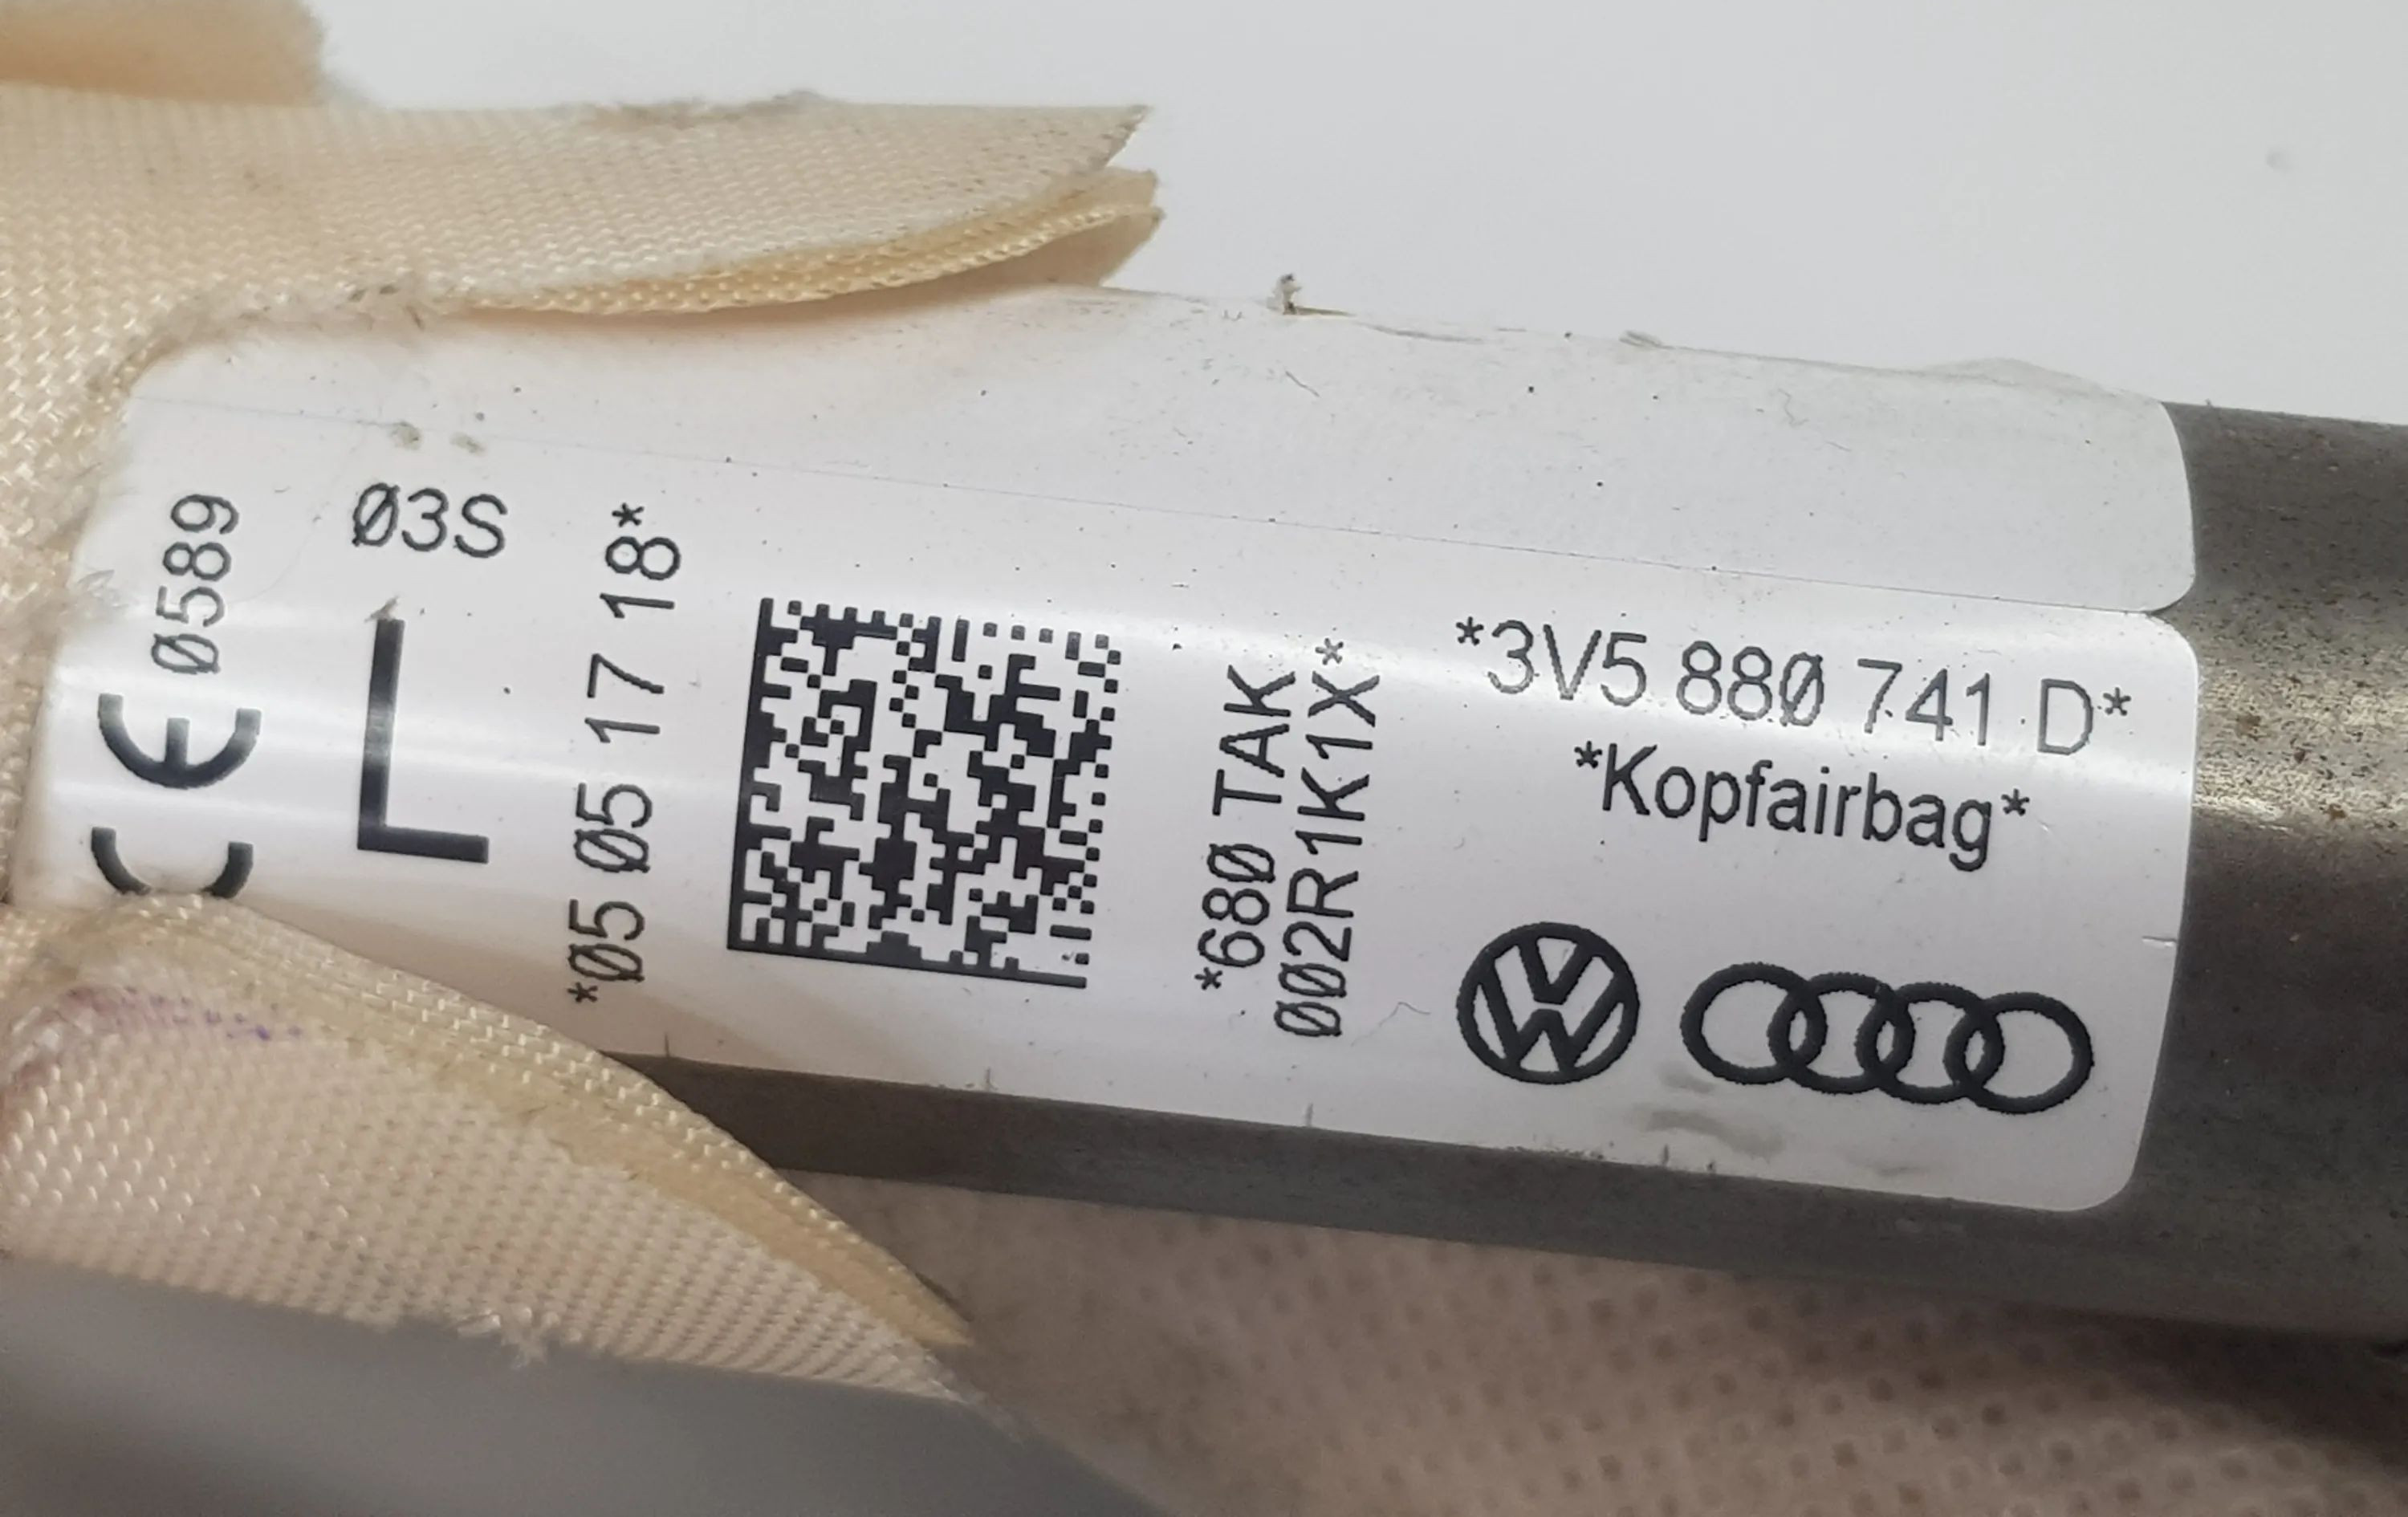 *3V5 880 741 D*
*Kopfairbag*
*680 TAK
002R1K1X*
*05 05 17 18*
03S
L
CE 0589